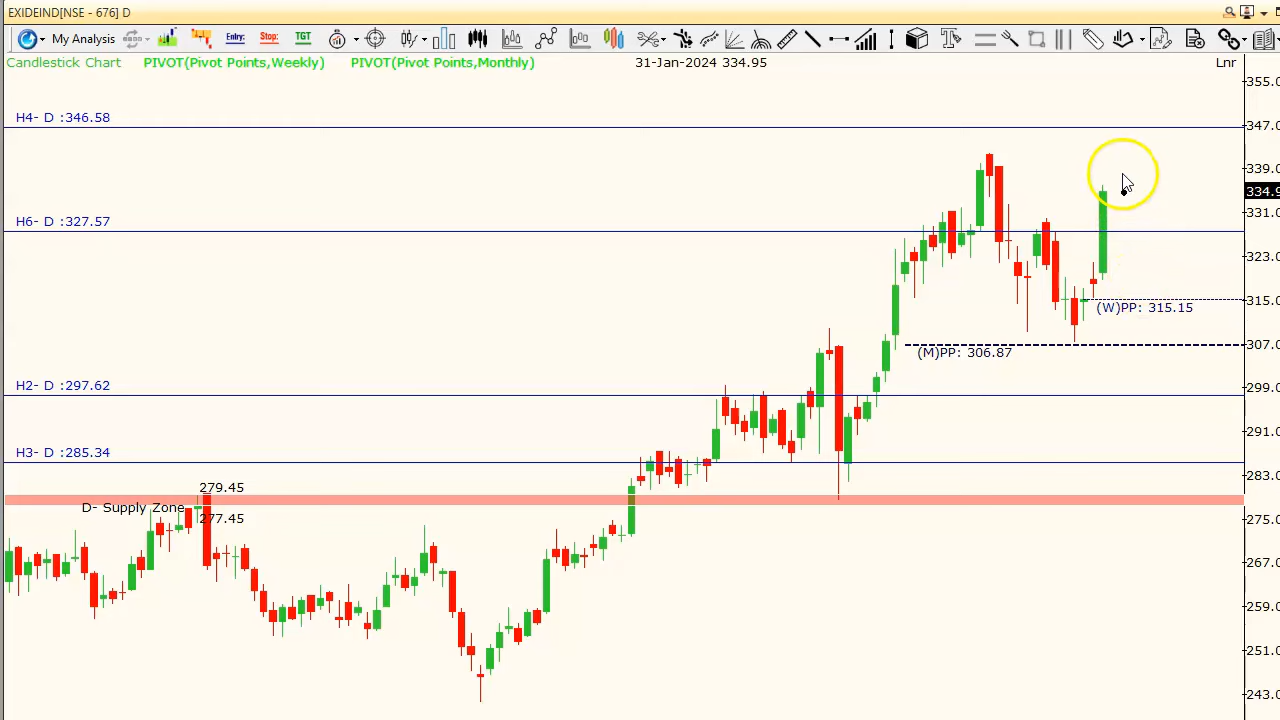 EXIDEIND[NSE - 676] D
My Analysis Entry: Stop: TGT
Candlestick Chart PIVOT(Pivot Points,Weekly) PIVOT(Pivot Points,Monthly) 31-Jan-2024 334.95 Lnr
355.0
H4- D :346.58
347.0
339.0
334.9
331.0
H6- D :327.57
323.0
315.0
(W)PP: 315.15
307.0
(M)PP: 306.87
299.0
H2- D :297.62
291.0
H3- D :285.34
283.0
279.45
D- Supply Zone
277.45
275.0
267.0
259.0
251.0
243.0